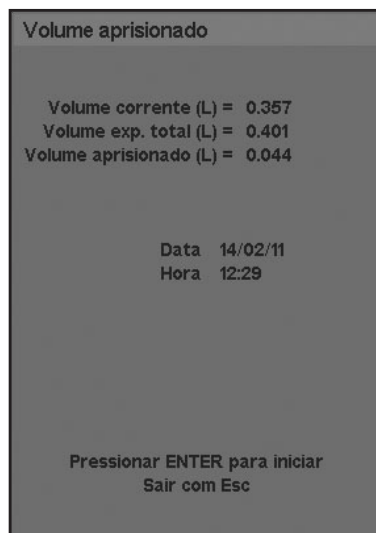 Volume aprisionado
Volume corrente (L) = 0.357
Volume exp. total (L) = 0.401
Volume aprisionado (L) = 0.044
Data 14/02/11
Hora 12:29
Pressionar ENTER para iniciar
Sair com Esc